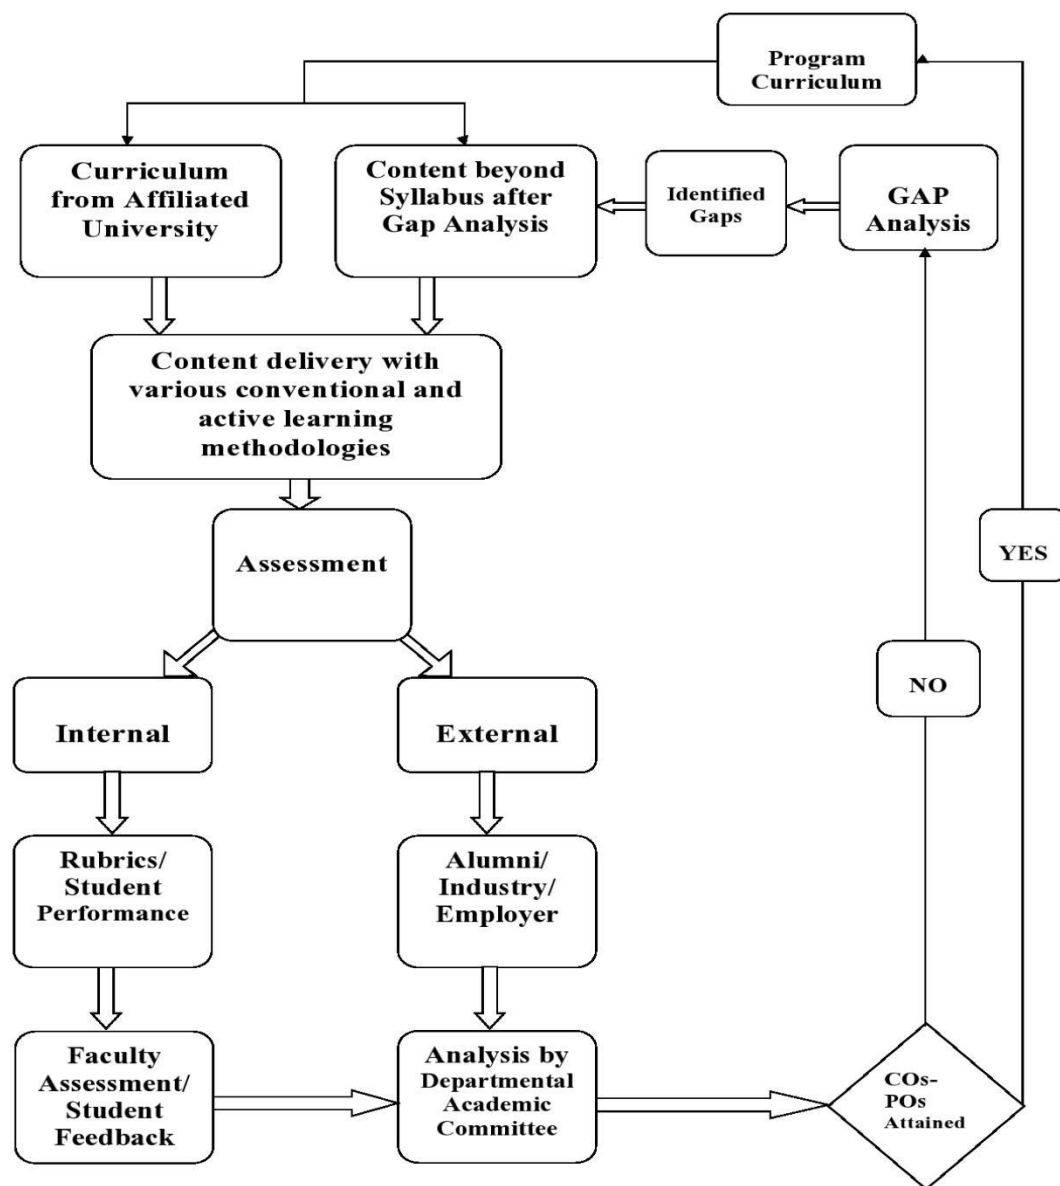 Program
Curriculum
Curriculum
from Affiliated
University
Content beyond
Syllabus after
Gap Analysis
Identified
Gaps
GAP
Analysis
Content delivery with
various conventional and
active learning
methodologies
Assessment
YES
NO
Internal
External
Rubrics/
Student
Performance
Alumni/
Industry/
Employer
Faculty
Assessment/
Student
Feedback
Analysis by
Departmental
Academic
Committee
COs-
POs
Attained